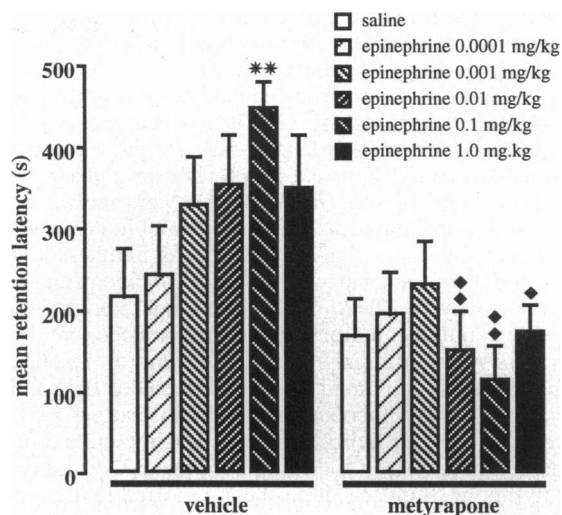 saline
epinephrine 0.0001 mg/kg
epinephrine 0.001 mg/kg
epinephrine 0.01 mg/kg
epinephrine 0.1 mg/kg
epinephrine 1.0 mg.kg
mean retention latency (s)
500
400
300
200
100
0
**
vehicle
metyrapone